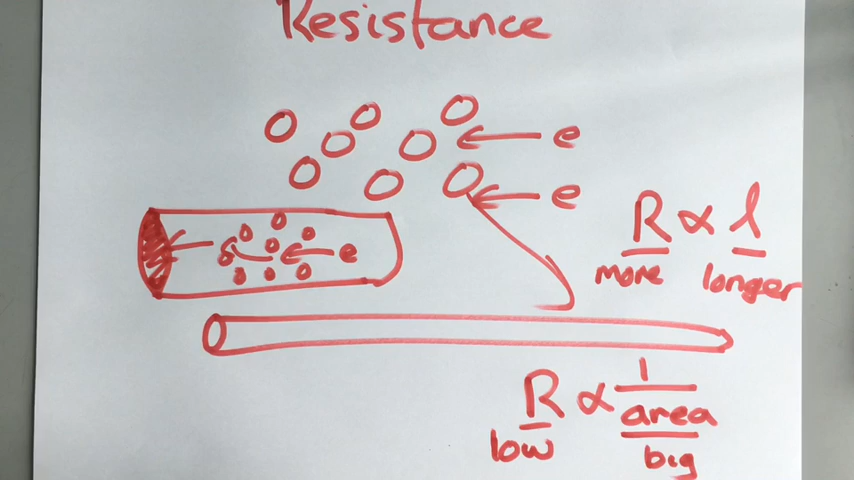 Resistance
e
e
R ∝ l
more longer
e
R ∝ 1
area
low big